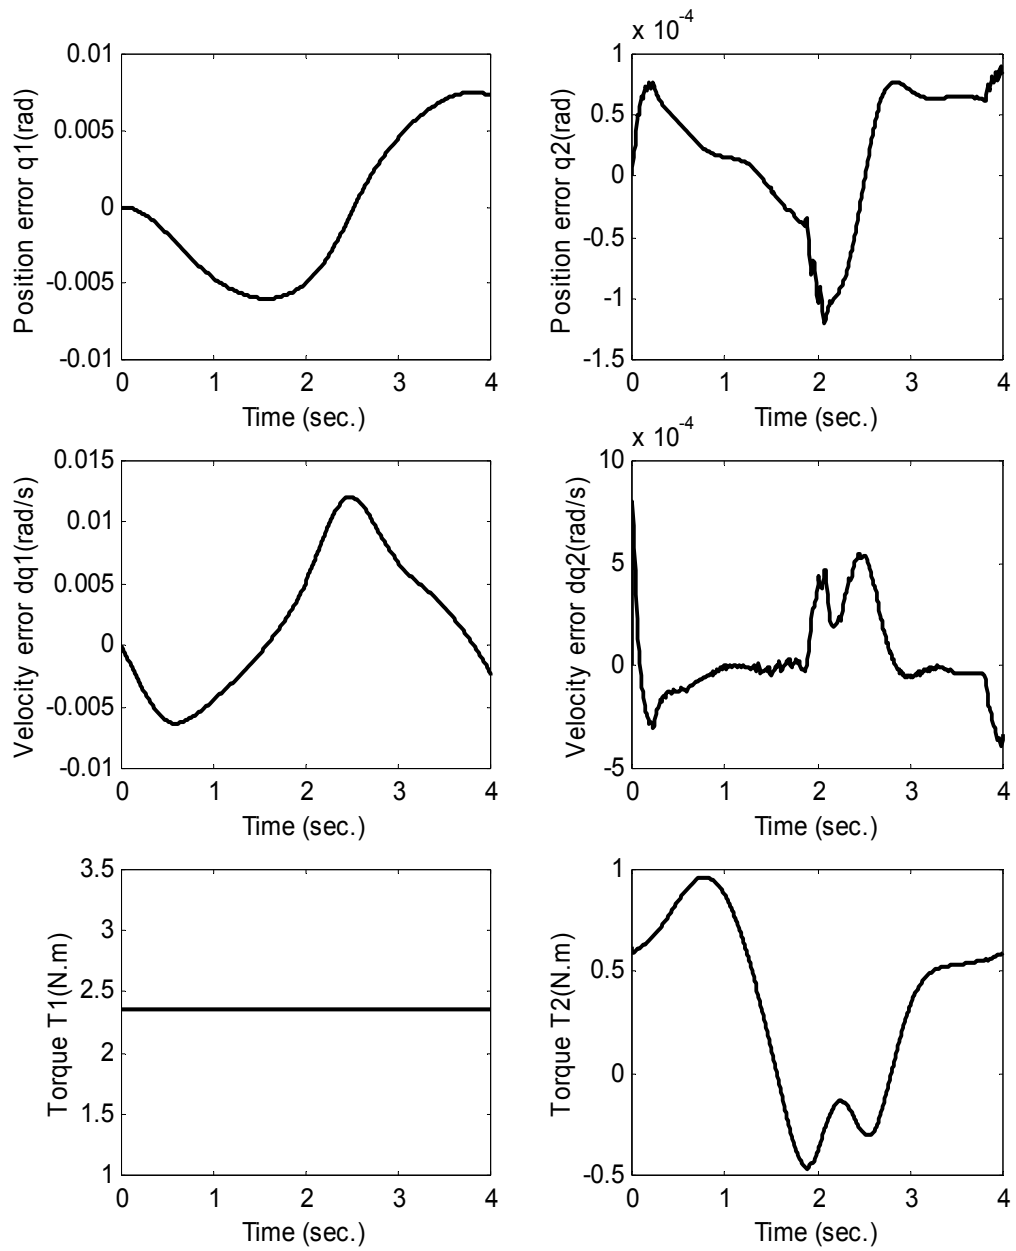 Position error q1(rad)
0.01
0.005
0
-0.005
-0.01
0 1 2 3 4
Time (sec.)
x 10-4
Position error q2(rad)
1
0.5
0
-0.5
-1
-1.5
0 1 2 3 4
Time (sec.)
Velocity error dq1(rad/s)
0.015
0.01
0.005
0
-0.005
-0.01
0 1 2 3 4
Time (sec.)
x 10-4
Velocity error dq2(rad/s)
10
5
0
-5
0 1 2 3 4
Time (sec.)
Torque T1(N.m)
3.5
3
2.5
2
1.5
1
0 1 2 3 4
Time (sec.)
Torque T2(N.m)
1
0.5
0
-0.5
0 1 2 3 4
Time (sec.)